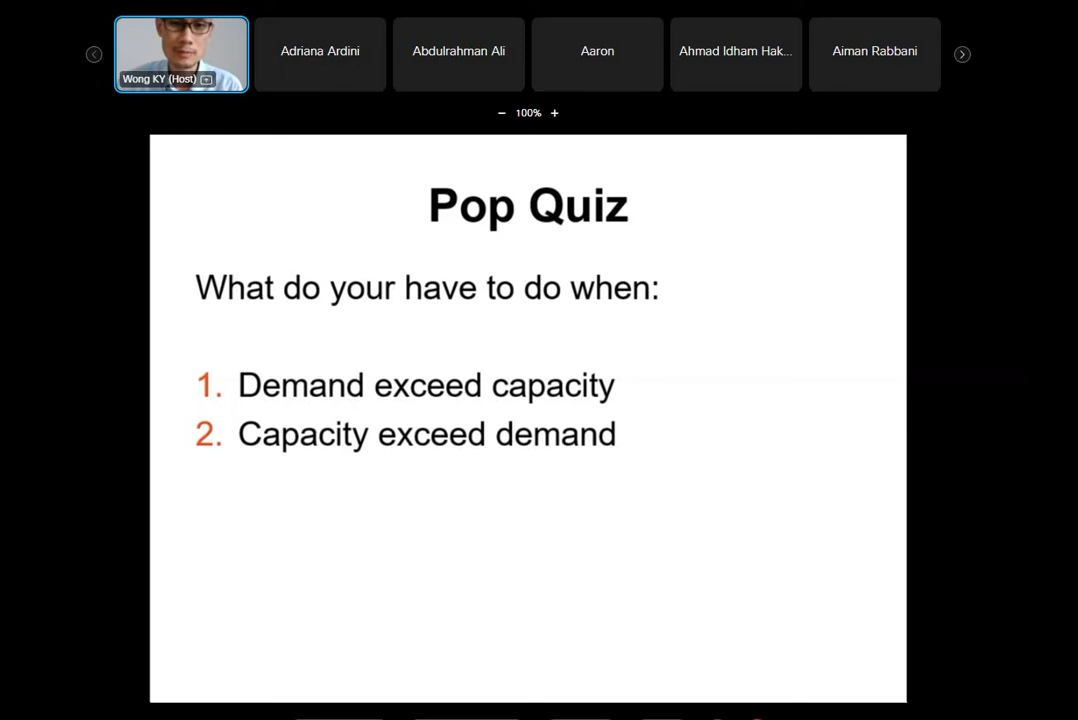 Wong KY (Host)
Adriana Ardini
Abdulrahman Ali
Aaron
Ahmad Idham Hak...
Aiman Rabbani
− 100% +
Pop Quiz
What do your have to do when:
1. Demand exceed capacity
2. Capacity exceed demand